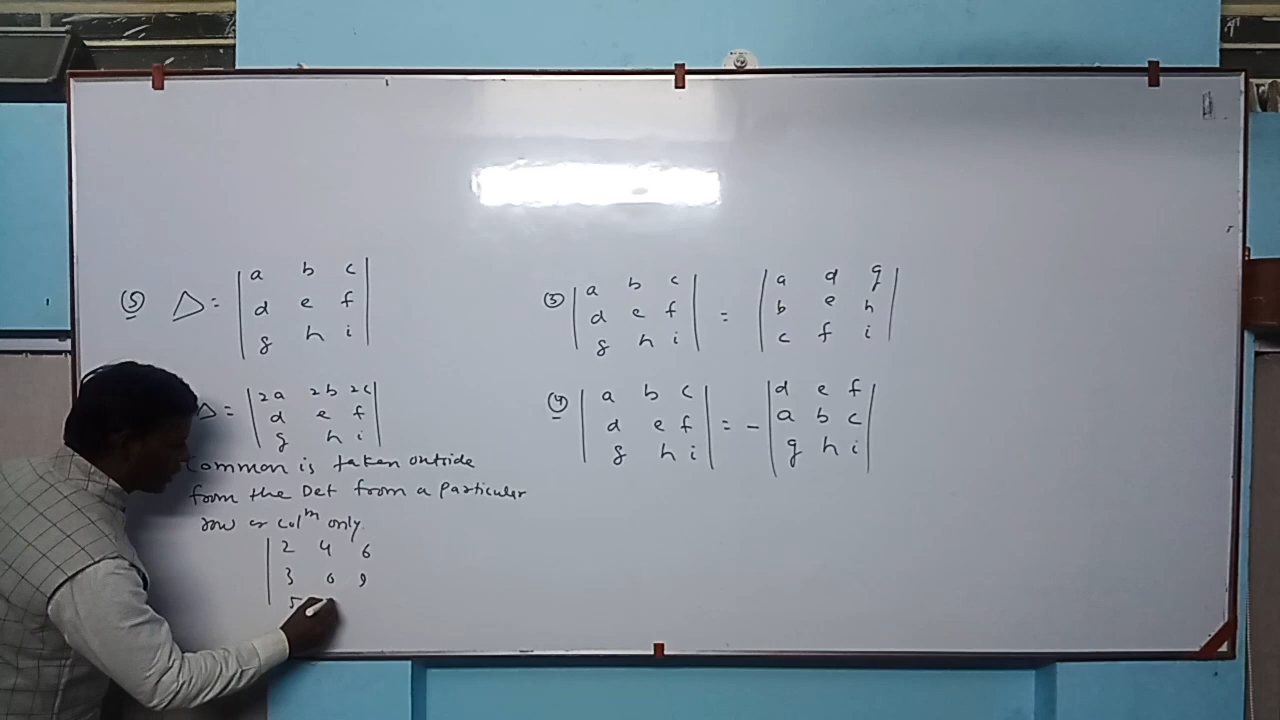 ⑤ Δ = | a b c |
| d e f |
| g h i |
Δ = | 2a 2b 2c |
| d e f |
| g h i |
Common is taken outside
from the Det from a particular
row or colm only.
| 2 4 6
3 6 9
5
③ | a b c | = | a d g |
| d e f | | b e h |
| g h i | | c f i |
④ | a b c | = - | d e f |
| d e f | | a b c |
| g h i | | g h i |